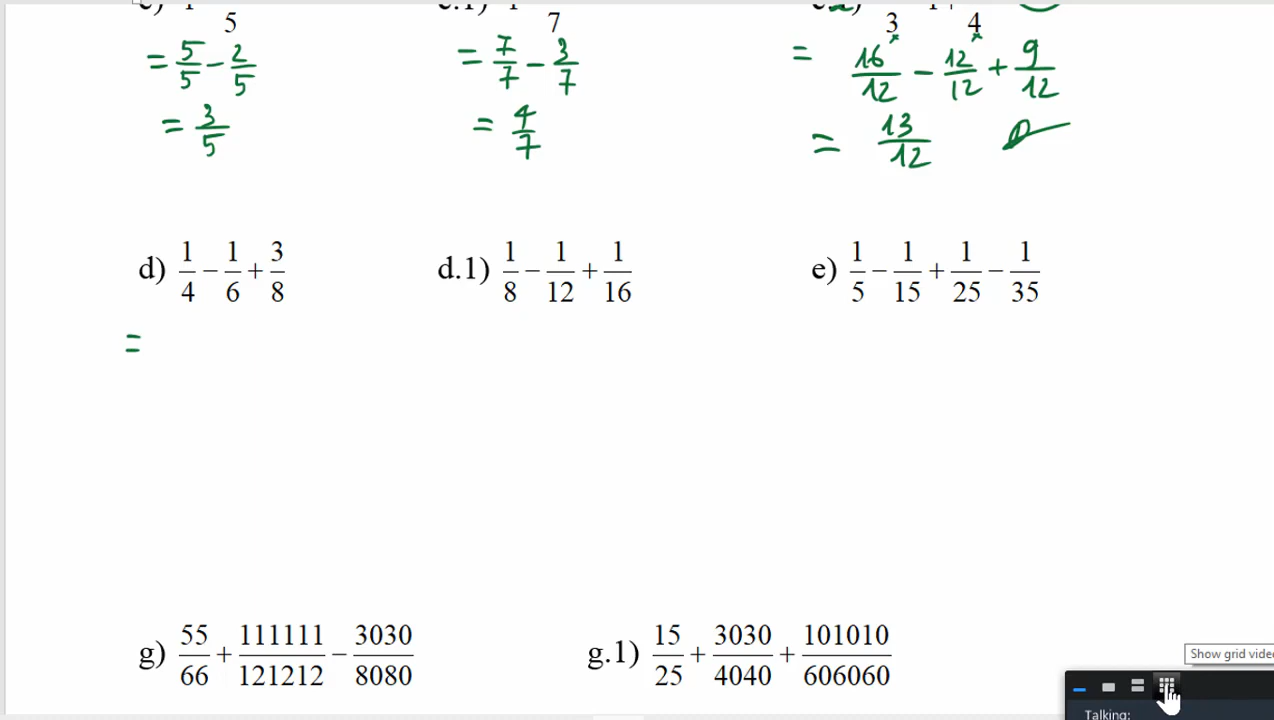 5 7 3 4
= 5/5 − 2/5 = 7/7 − 3/7 = 16/12 − 12/12 + 9/12
= 3/5 = 4/7 = 13/12
d) 1/4 − 1/6 + 3/8 d.1) 1/8 − 1/12 + 1/16 e) 1/5 − 1/15 + 1/25 − 1/35
=
g) 55/66 + 111111/121212 − 3030/8080 g.1) 15/25 + 3030/4040 + 101010/606060
Show grid
Talking: